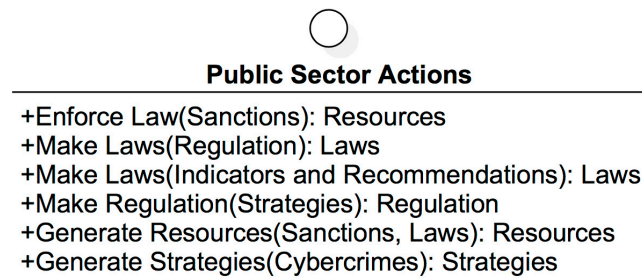 Public Sector Actions
+Enforce Law(Sanctions): Resources
+Make Laws(Regulation): Laws
+Make Laws(Indicators and Recommendations): Laws
+Make Regulation(Strategies): Regulation
+Generate Resources(Sanctions, Laws): Resources
+Generate Strategies(Cybercrimes): Strategies